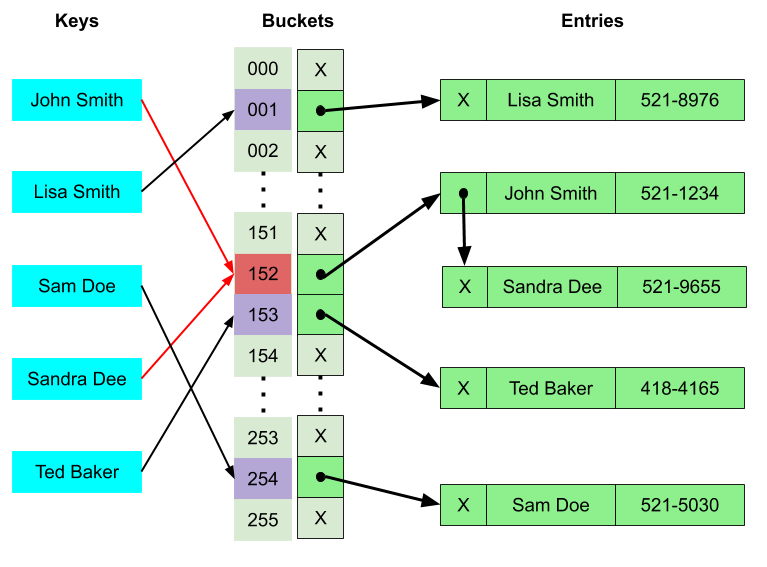 Keys
Buckets
Entries
John Smith
Lisa Smith
Sam Doe
Sandra Dee
Ted Baker
000 X
001
002 X
151 X
152
153
154 X
253 X
254
255 X
X Lisa Smith 521-8976
John Smith 521-1234
X Sandra Dee 521-9655
X Ted Baker 418-4165
X Sam Doe 521-5030